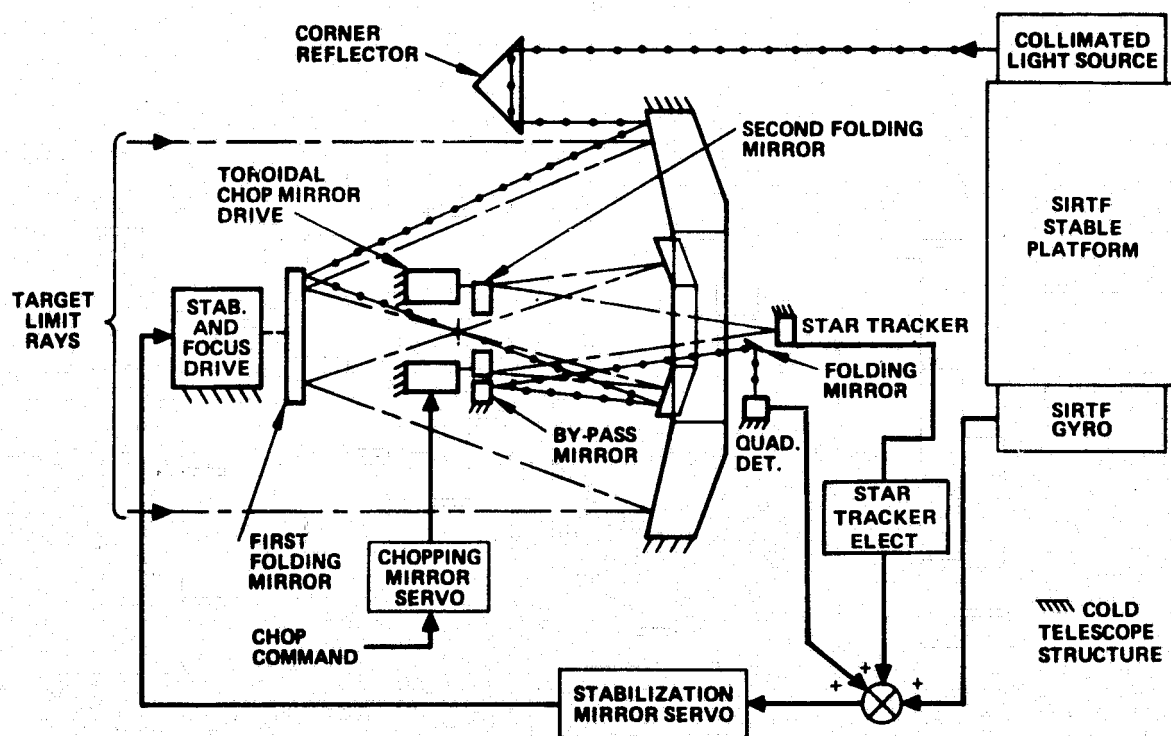 CORNER
REFLECTOR
COLLIMATED
LIGHT SOURCE
SECOND FOLDING
MIRROR
TOROIDAL
CHOP MIRROR
DRIVE
SIRTF
STABLE
PLATFORM
TARGET
LIMIT
RAYS
STAB.
AND
FOCUS
DRIVE
STAR TRACKER
FOLDING
MIRROR
SIRTF
GYRO
BY-PASS
MIRROR
QUAD.
DET.
STAR
TRACKER
ELECT
FIRST
FOLDING
MIRROR
CHOPPING
MIRROR
SERVO
CHOP
COMMAND
COLD
TELESCOPE
STRUCTURE
+ + +
STABILIZATION
MIRROR SERVO